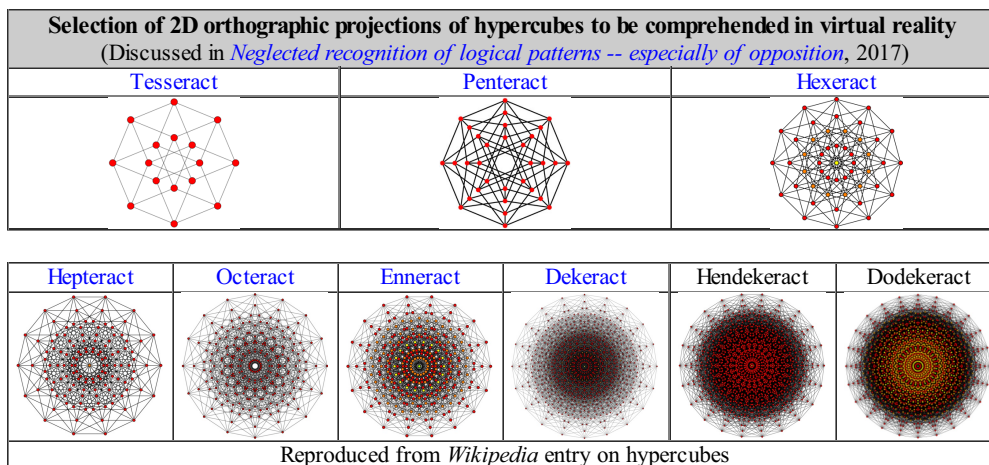 Selection of 2D orthographic projections of hypercubes to be comprehended in virtual reality
(Discussed in Neglected recognition of logical patterns -- especially of opposition, 2017)
Tesseract Penteract Hexeract
Hepteract Octeract Enneract Dekeract Hendekeract Dodekeract
Reproduced from Wikipedia entry on hypercubes